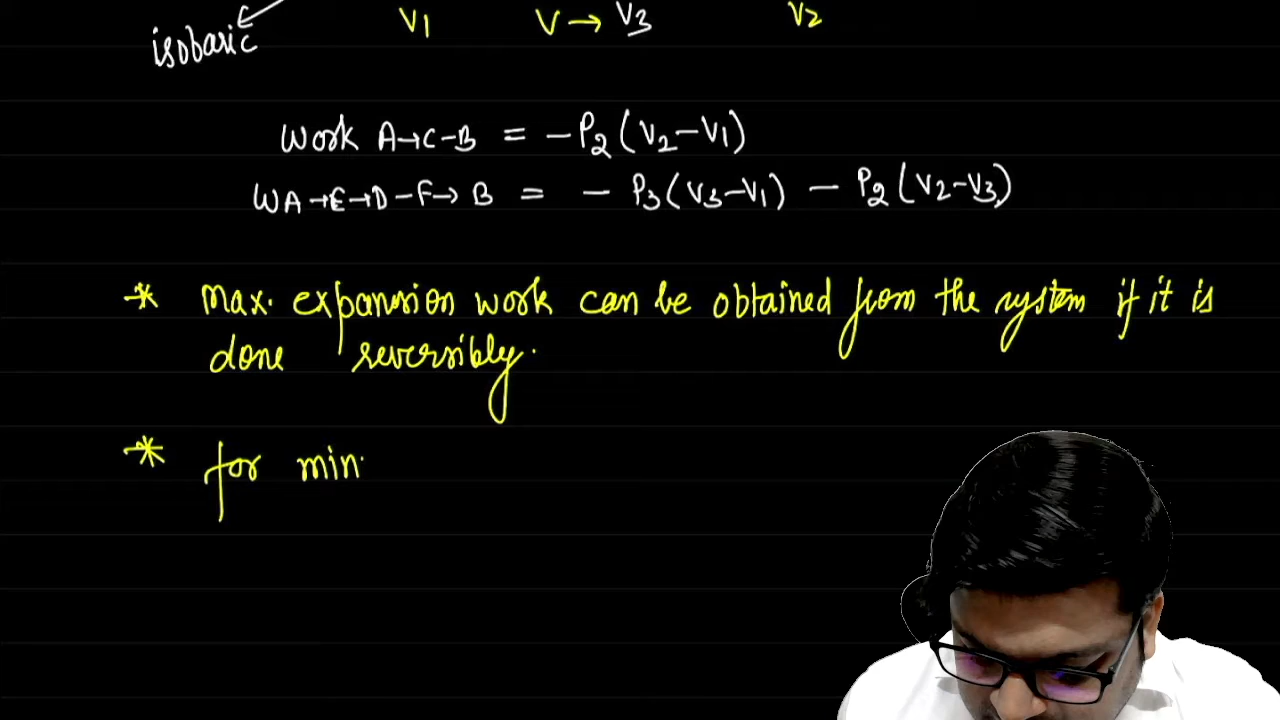 V1 V → V3 V2
isobaric
Work A→C-B = -P2(V2-V1)
WA→E→D-F→B = - P3(V3-V1) - P2(V2-V3)
* max. expansion work can be obtained from the system if it is
done reversibly.
* for min.